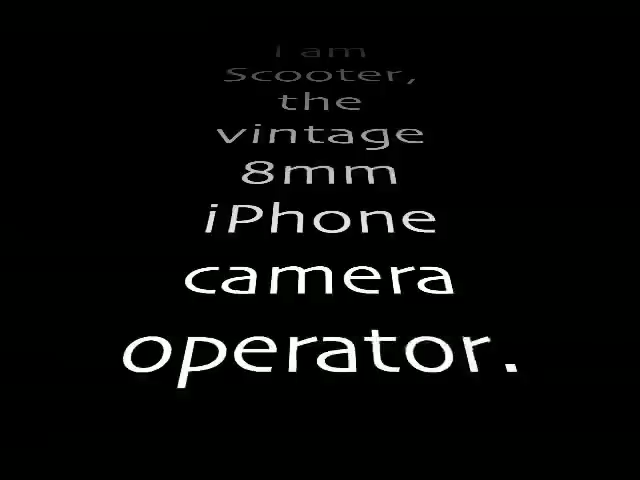 I am
Scooter,
the
vintage
8mm
iPhone
camera
operator.